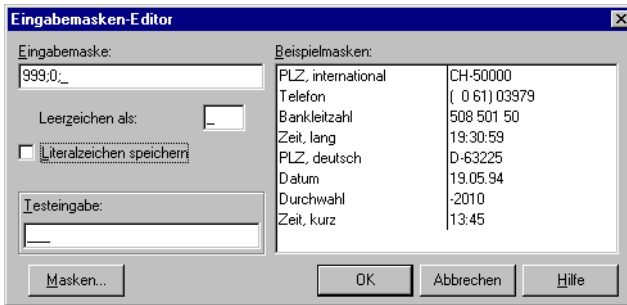 Eingabemasken-Editor
Eingabemaske:
999;0;_
Leerzeichen als:
_
Literalzeichen speichern
Testeingabe:
___
Masken...
Beispielmasken:
PLZ, international CH-50000
Telefon ( 0 61) 03979
Bankleitzahl 508 501 50
Zeit, lang 19:30:59
PLZ, deutsch D-63225
Datum 19.05.94
Durchwahl -2010
Zeit, kurz 13:45
OK
Abbrechen
Hilfe